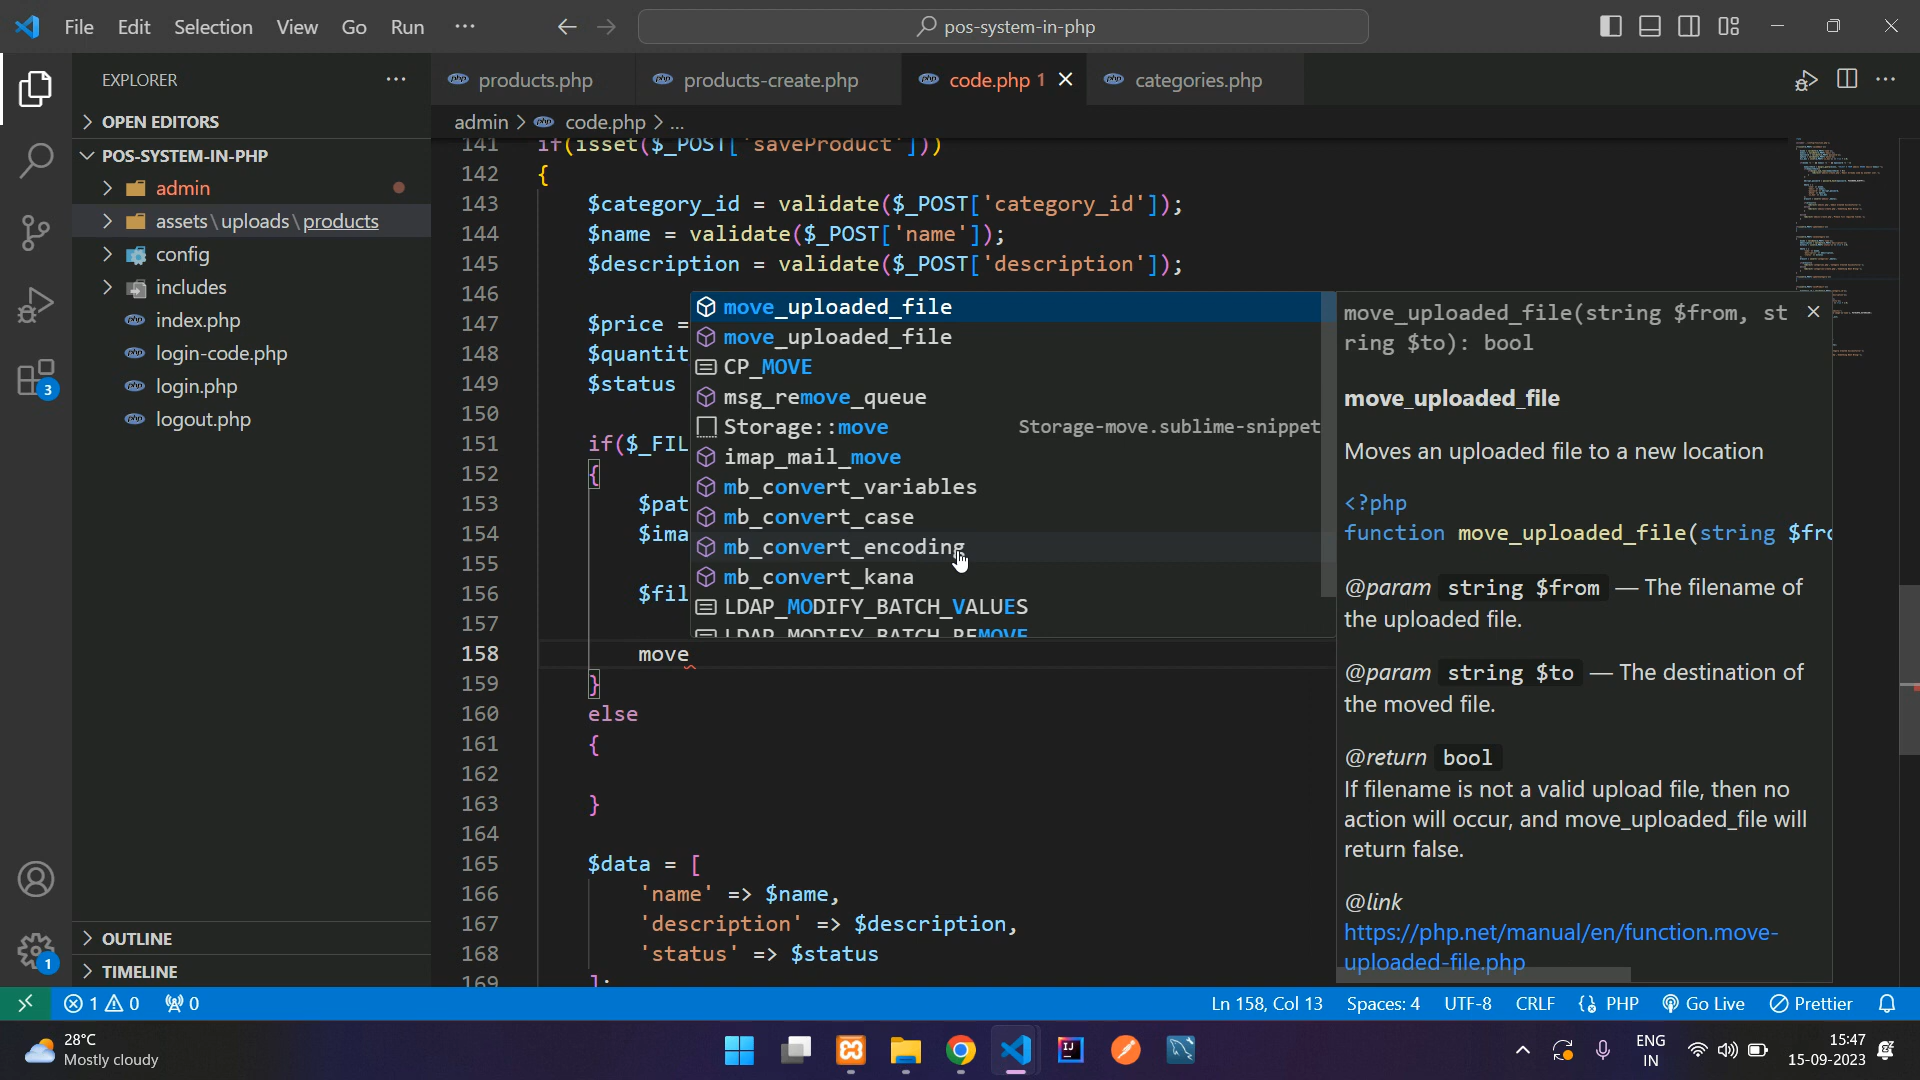 File Edit Selection View Go Run ···
pos-system-in-php
EXPLORER
products.php
products-create.php
code.php 1
categories.php
OPEN EDITORS
POS-SYSTEM-IN-PHP
admin
assets\uploads\products
config
includes
index.php
login-code.php
login.php
logout.php
OUTLINE
TIMELINE
admin > code.php > ...
141 if(isset($_POST['saveProduct']))
142 {
143 $category_id = validate($_POST['category_id']);
144 $name = validate($_POST['name']);
145 $description = validate($_POST['description']);
146
147 $price =
148 $quantit
149 $status
150
151 if($_FIL
152 {
153 $pat
154 $ima
155
156 $fil
157
158 move
159 }
160 else
161 {
162
163 }
164
165 $data = [
166 'name' => $name,
167 'description' => $description,
168 'status' => $status
169 ];
move_uploaded_file
move_uploaded_file
CP_MOVE
msg_remove_queue
Storage::move Storage-move.sublime-snippet
imap_mail_move
mb_convert_variables
mb_convert_case
mb_convert_encoding
mb_convert_kana
LDAP_MODIFY_BATCH_VALUES
LDAP_MODIFY_BATCH_REMOVE
move_uploaded_file(string $from, st
ring $to): bool
move_uploaded_file
Moves an uploaded file to a new location
<?php
function move_uploaded_file(string $fro
@param string $from — The filename of
the uploaded file.
@param string $to — The destination of
the moved file.
@return bool
If filename is not a valid upload file, then no
action will occur, and move_uploaded_file will
return false.
@link
https://php.net/manual/en/function.move-
uploaded-file.php
3
1
1 0 0
Ln 158, Col 13 Spaces: 4 UTF-8 CRLF {} PHP Go Live Prettier
28°C
Mostly cloudy
ENG
IN
15:47
15-09-2023